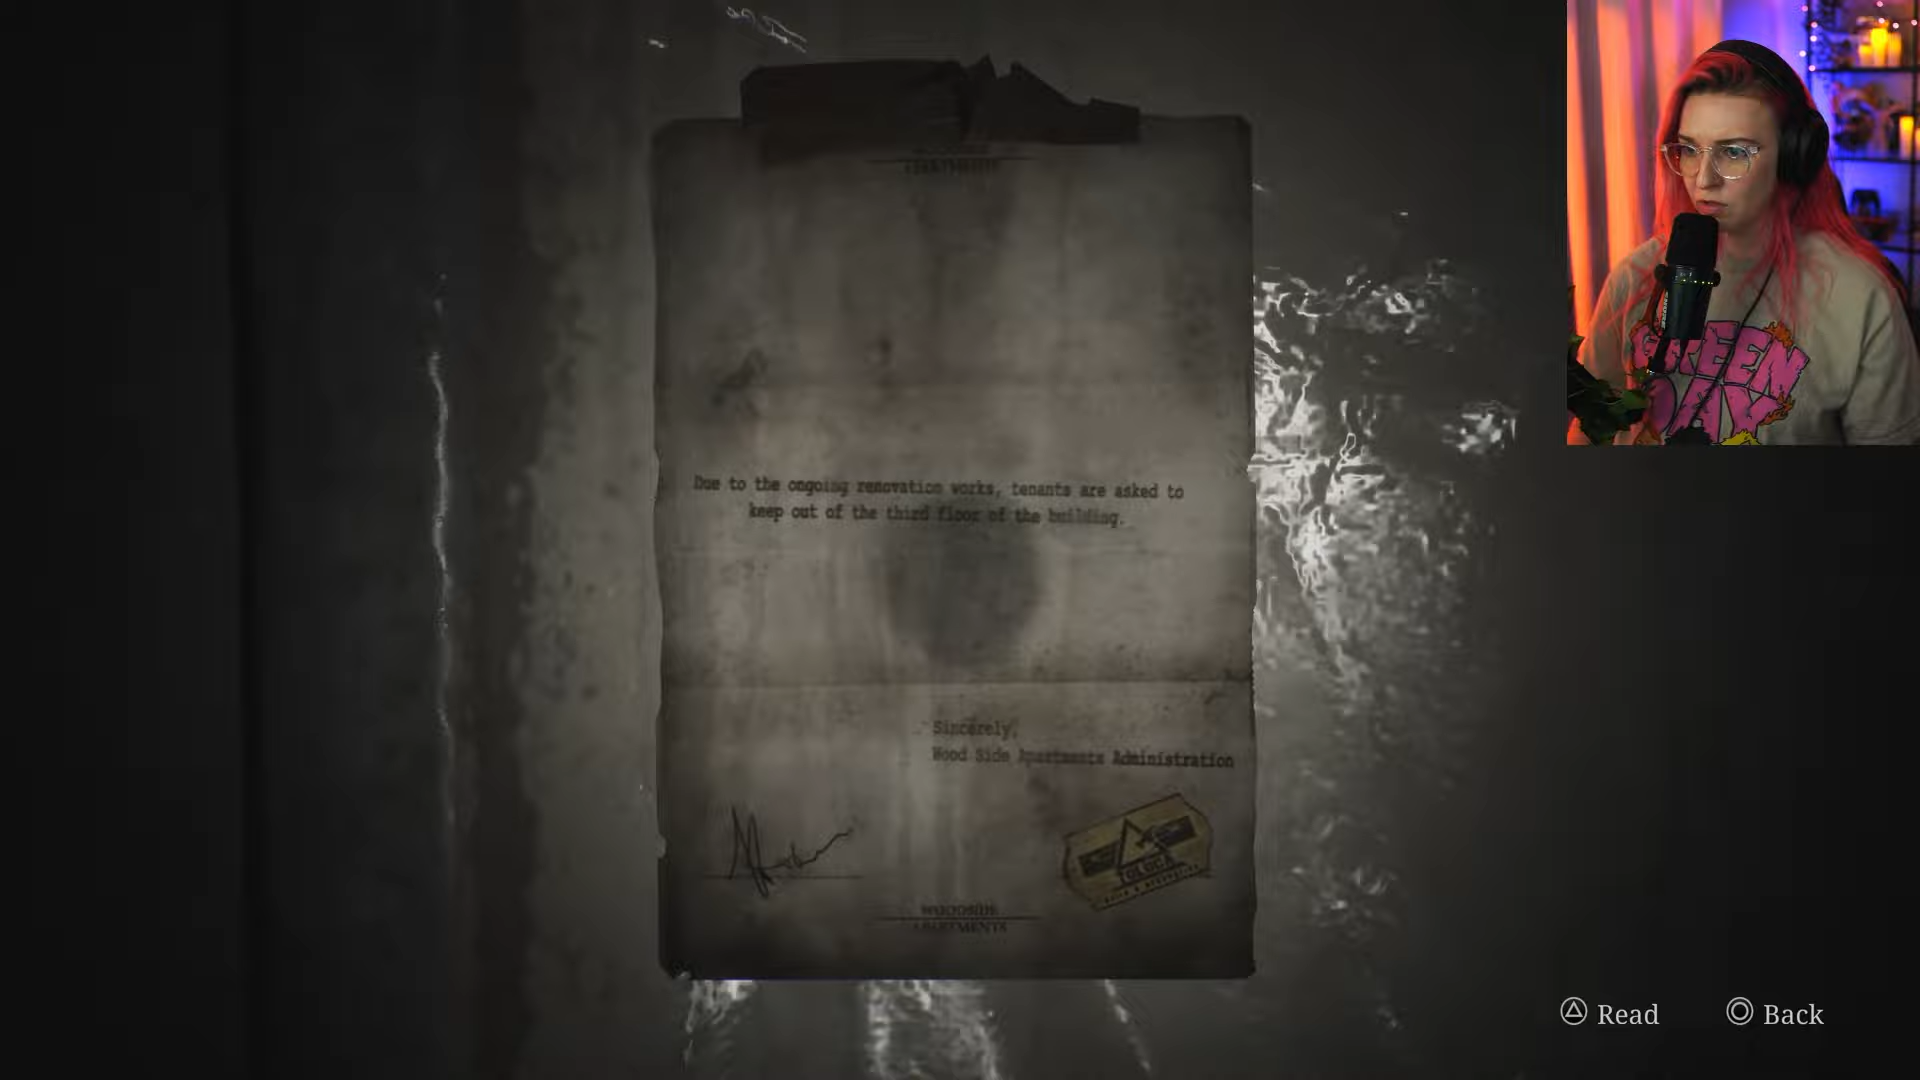 Due to the ongoing renovation works, tenants are asked to
keep out of the third floor of the building.
Sincerely,
Wood Side Apartments Administration
TOLUCA
WOODSIDE
APARTMENTS
GREEN
DAY
Read
Back